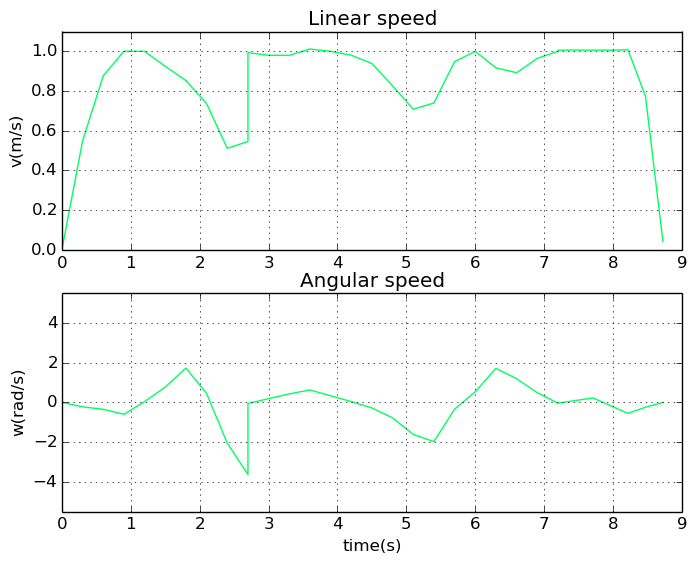 Linear speed
1.0
0.8
0.6
0.4
0.2
0.0
v(m/s)
0 1 2 3 4 5 6 7 8 9
Angular speed
4
2
0
−2
−4
w(rad/s)
0 1 2 3 4 5 6 7 8 9
time(s)